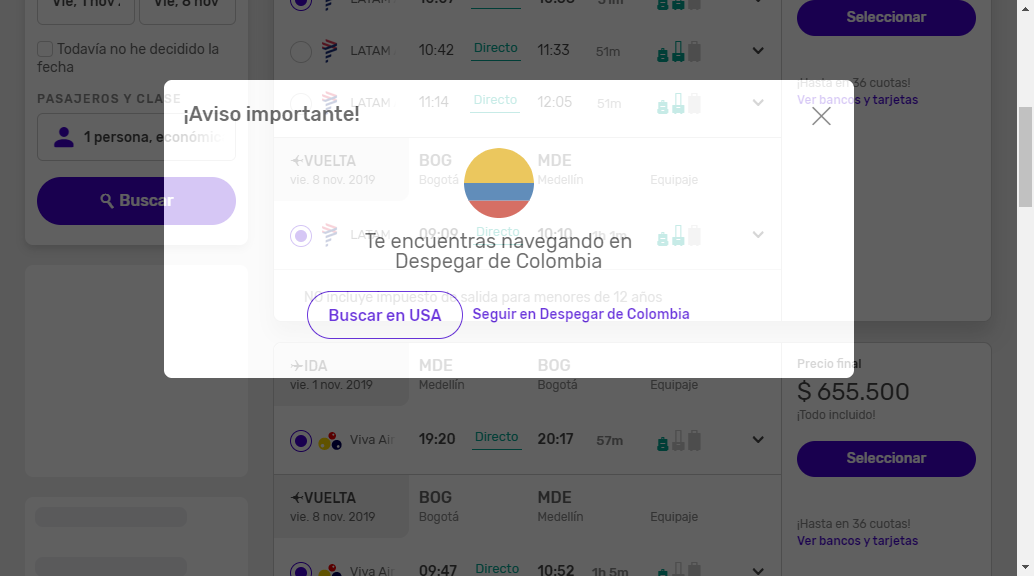 Vie, 1 nov.
Vie, 8 nov
Todavía no he decidido la
fecha
PASAJEROS Y CLASE
1 persona, económic
Buscar
LATAM
10:42
Directo
11:33
51m
LATAM
11:14
Directo
12:05
51m
VUELTA
vie. 8 nov. 2019
BOG
Bogotá
MDE
Medellín
Equipaje
LATAM
09:09
Directo
10:10
1h 1m
NO incluye impuesto de salida para menores de 12 años
Seleccionar
¡Hasta en 36 cuotas!
Ver bancos y tarjetas
¡Aviso importante!
Te encuentras navegando en
Despegar de Colombia
Buscar en USA
Seguir en Despegar de Colombia
IDA
vie. 1 nov. 2019
MDE
Medellín
BOG
Bogotá
Equipaje
Viva Air
19:20
Directo
20:17
57m
VUELTA
vie. 8 nov. 2019
BOG
Bogotá
MDE
Medellín
Equipaje
Viva Air
09:47
Directo
10:52
1h 5m
Precio final
$ 655.500
¡Todo incluido!
Seleccionar
¡Hasta en 36 cuotas!
Ver bancos y tarjetas